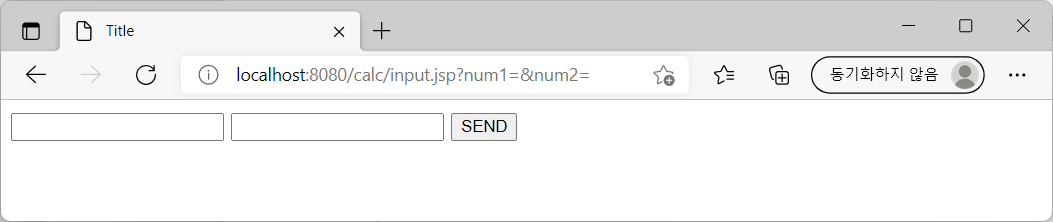 Title
localhost:8080/calc/input.jsp?num1=&num2=
동기화하지 않음
SEND